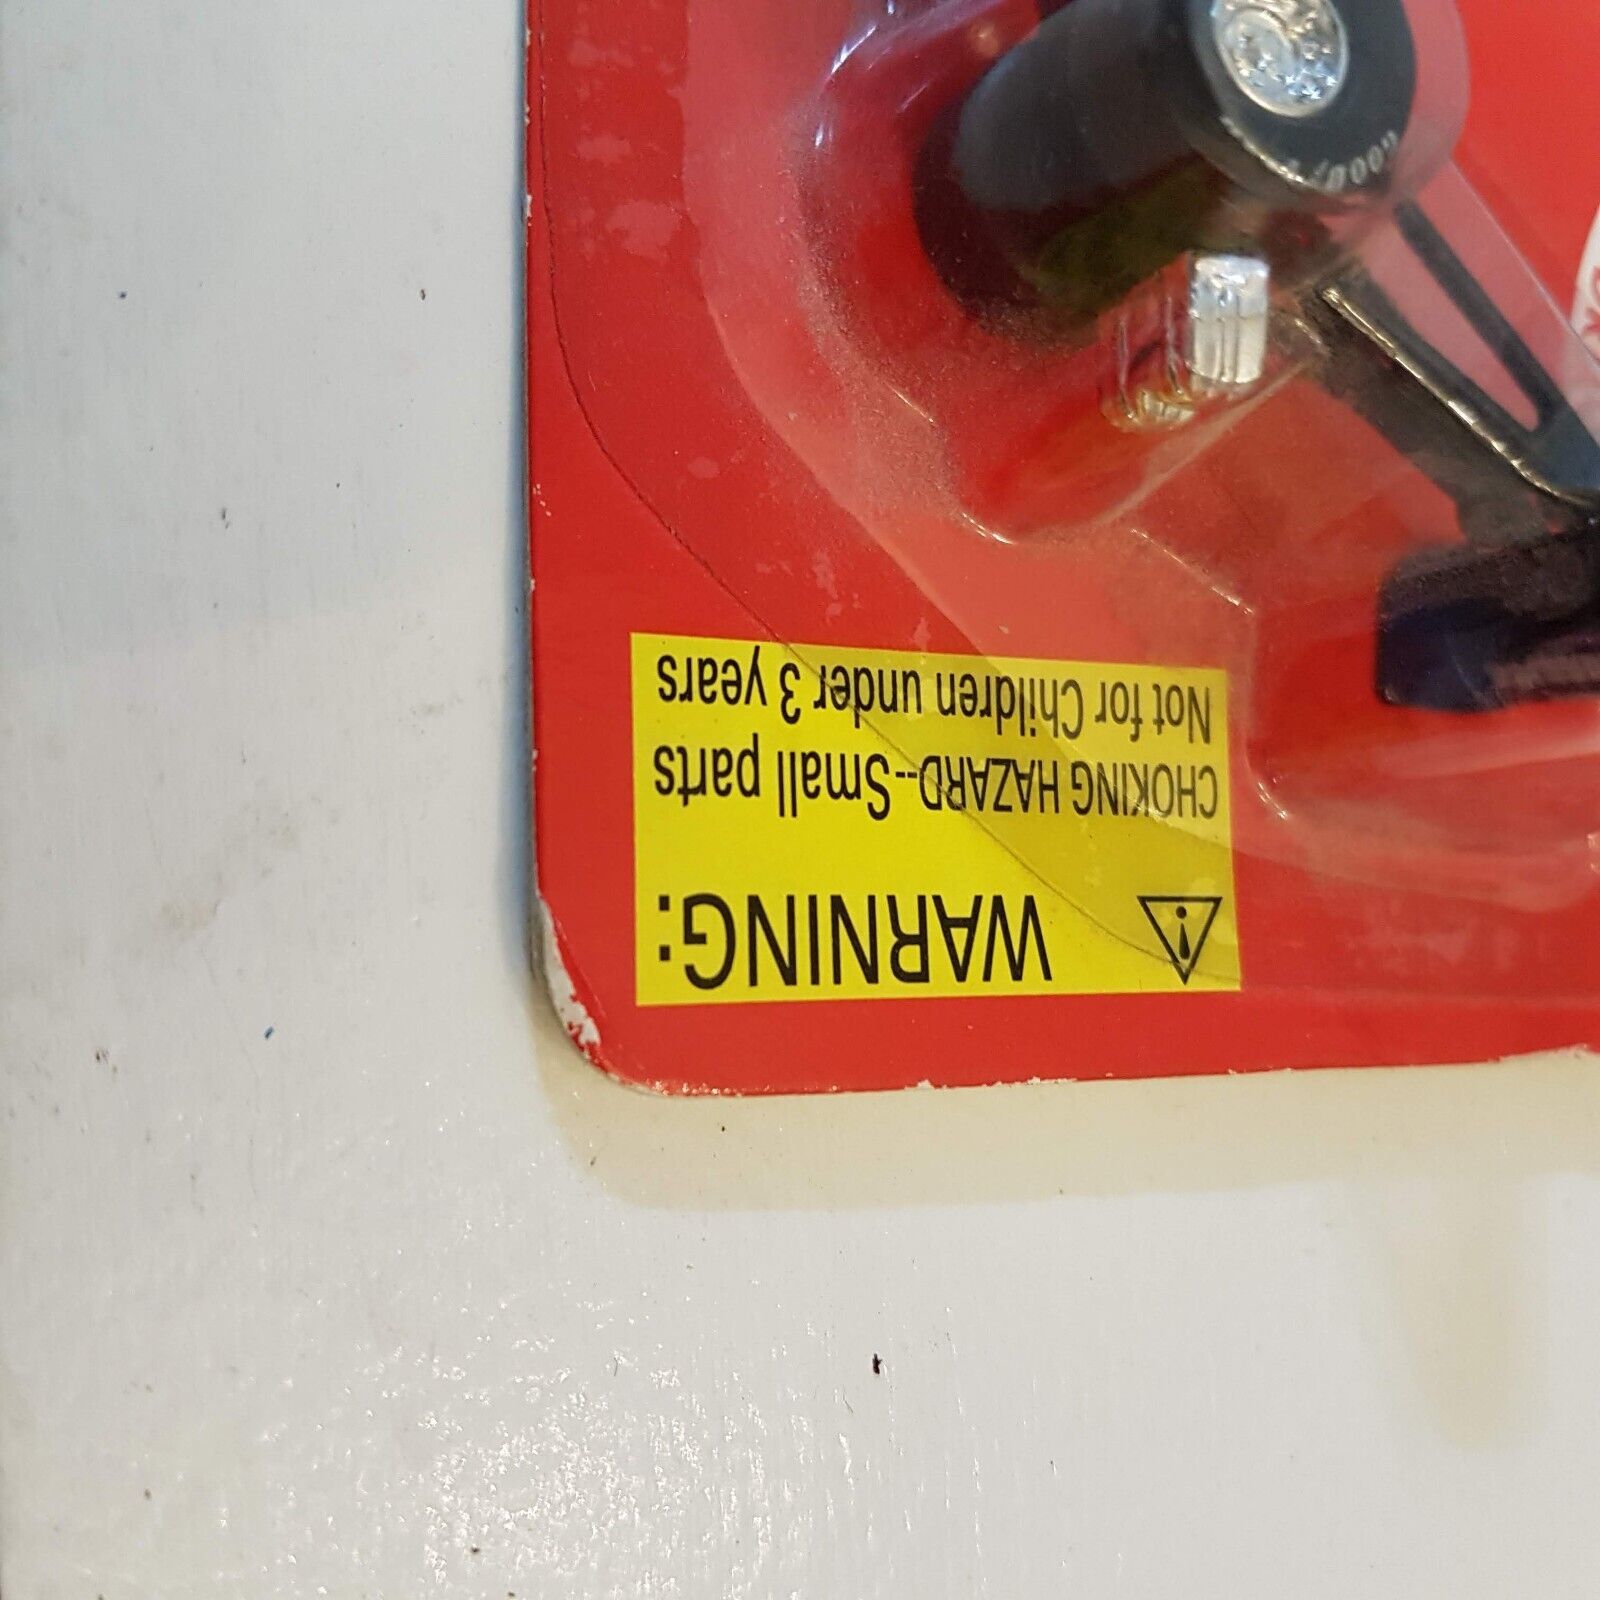 WARNING:
CHOKING HAZARD--Small parts
Not for Children under 3 years